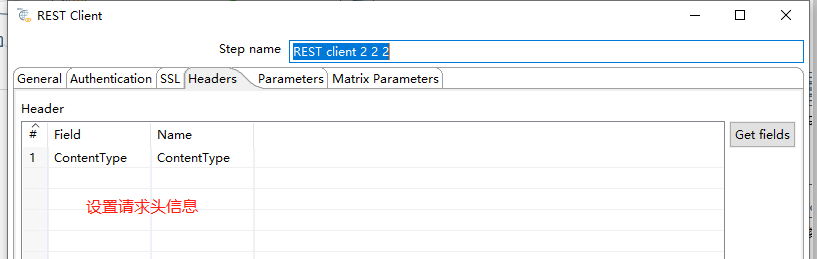 REST Client
Step name REST client 2 2 2
General Authentication SSL Headers Parameters Matrix Parameters
Header
# Field Name
Get fields
1 ContentType ContentType
设置请求头信息